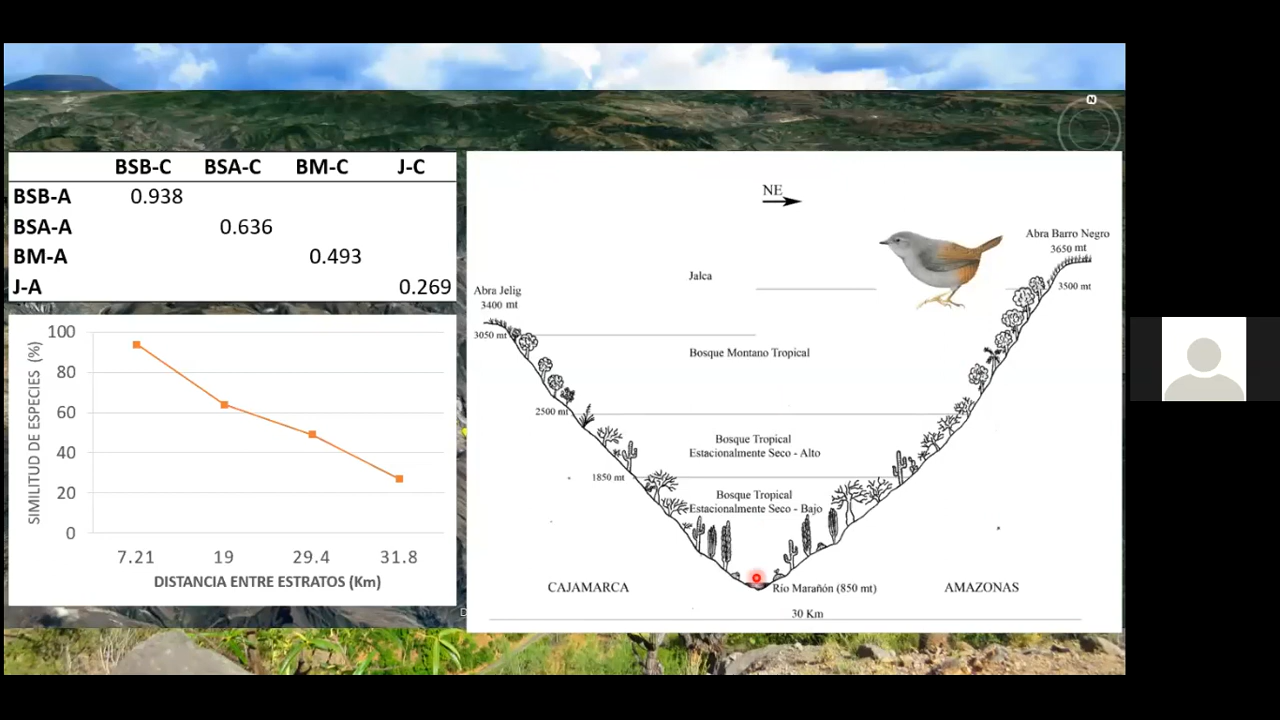 N
BSB-C BSA-C BM-C J-C
BSB-A 0.938
BSA-A 0.636
BM-A 0.493
J-A 0.269
100
80
60
40
20
0
SIMILITUD DE ESPECIES (%)
7.21 19 29.4 31.8
DISTANCIA ENTRE ESTRATOS (Km)
NE
Abra Barro Negro
3650 mt
Jalca
3500 mt
Abra Jelig
3400 mt
3050 mt
Bosque Montano Tropical
2500 mt
Bosque Tropical
Estacionalmente Seco - Alto
1850 mt
Bosque Tropical
Estacionalmente Seco - Bajo
CAJAMARCA
Río Marañón (850 mt)
AMAZONAS
30 Km